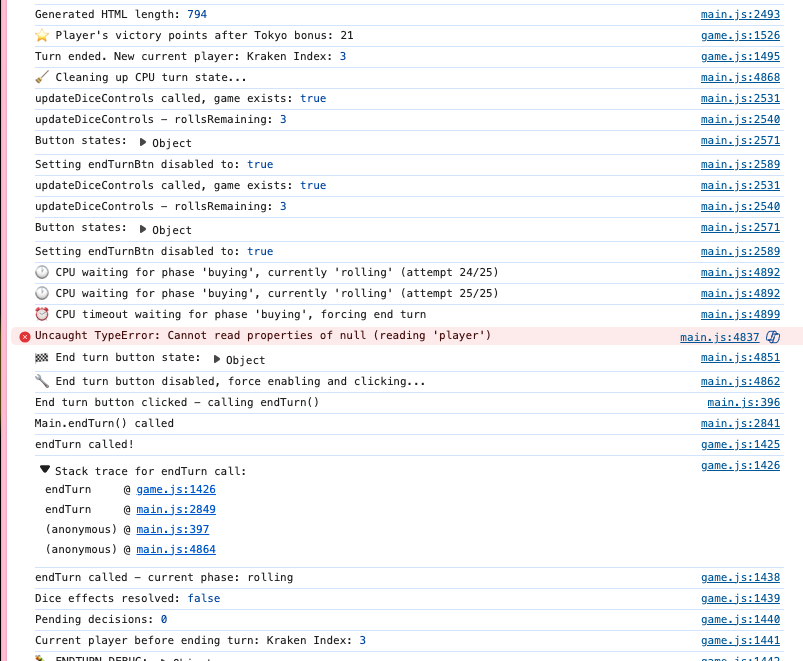 Generated HTML length: 794 main.js:2493
⭐ Player's victory points after Tokyo bonus: 21 game.js:1526
Turn ended. New current player: Kraken Index: 3 game.js:1495
🧹 Cleaning up CPU turn state... main.js:4868
updateDiceControls called, game exists: true main.js:2531
updateDiceControls – rollsRemaining: 3 main.js:2540
Button states: ▶ Object main.js:2571
Setting endTurnBtn disabled to: true main.js:2589
updateDiceControls called, game exists: true main.js:2531
updateDiceControls – rollsRemaining: 3 main.js:2540
Button states: ▶ Object main.js:2571
Setting endTurnBtn disabled to: true main.js:2589
🕐 CPU waiting for phase 'buying', currently 'rolling' (attempt 24/25) main.js:4892
🕐 CPU waiting for phase 'buying', currently 'rolling' (attempt 25/25) main.js:4892
⏰ CPU timeout waiting for phase 'buying', forcing end turn main.js:4899
Uncaught TypeError: Cannot read properties of null (reading 'player') main.js:4837
🏁 End turn button state: ▶ Object main.js:4851
🔧 End turn button disabled, force enabling and clicking... main.js:4862
End turn button clicked – calling endTurn() main.js:396
Main.endTurn() called main.js:2841
endTurn called! game.js:1425
▼ Stack trace for endTurn call: game.js:1426
endTurn @ game.js:1426
endTurn @ main.js:2849
(anonymous) @ main.js:397
(anonymous) @ main.js:4864
endTurn called – current phase: rolling game.js:1438
Dice effects resolved: false game.js:1439
Pending decisions: 0 game.js:1440
Current player before ending turn: Kraken Index: 3 game.js:1441
ENDTURN DEBUG: ▶ Object game.js:1442